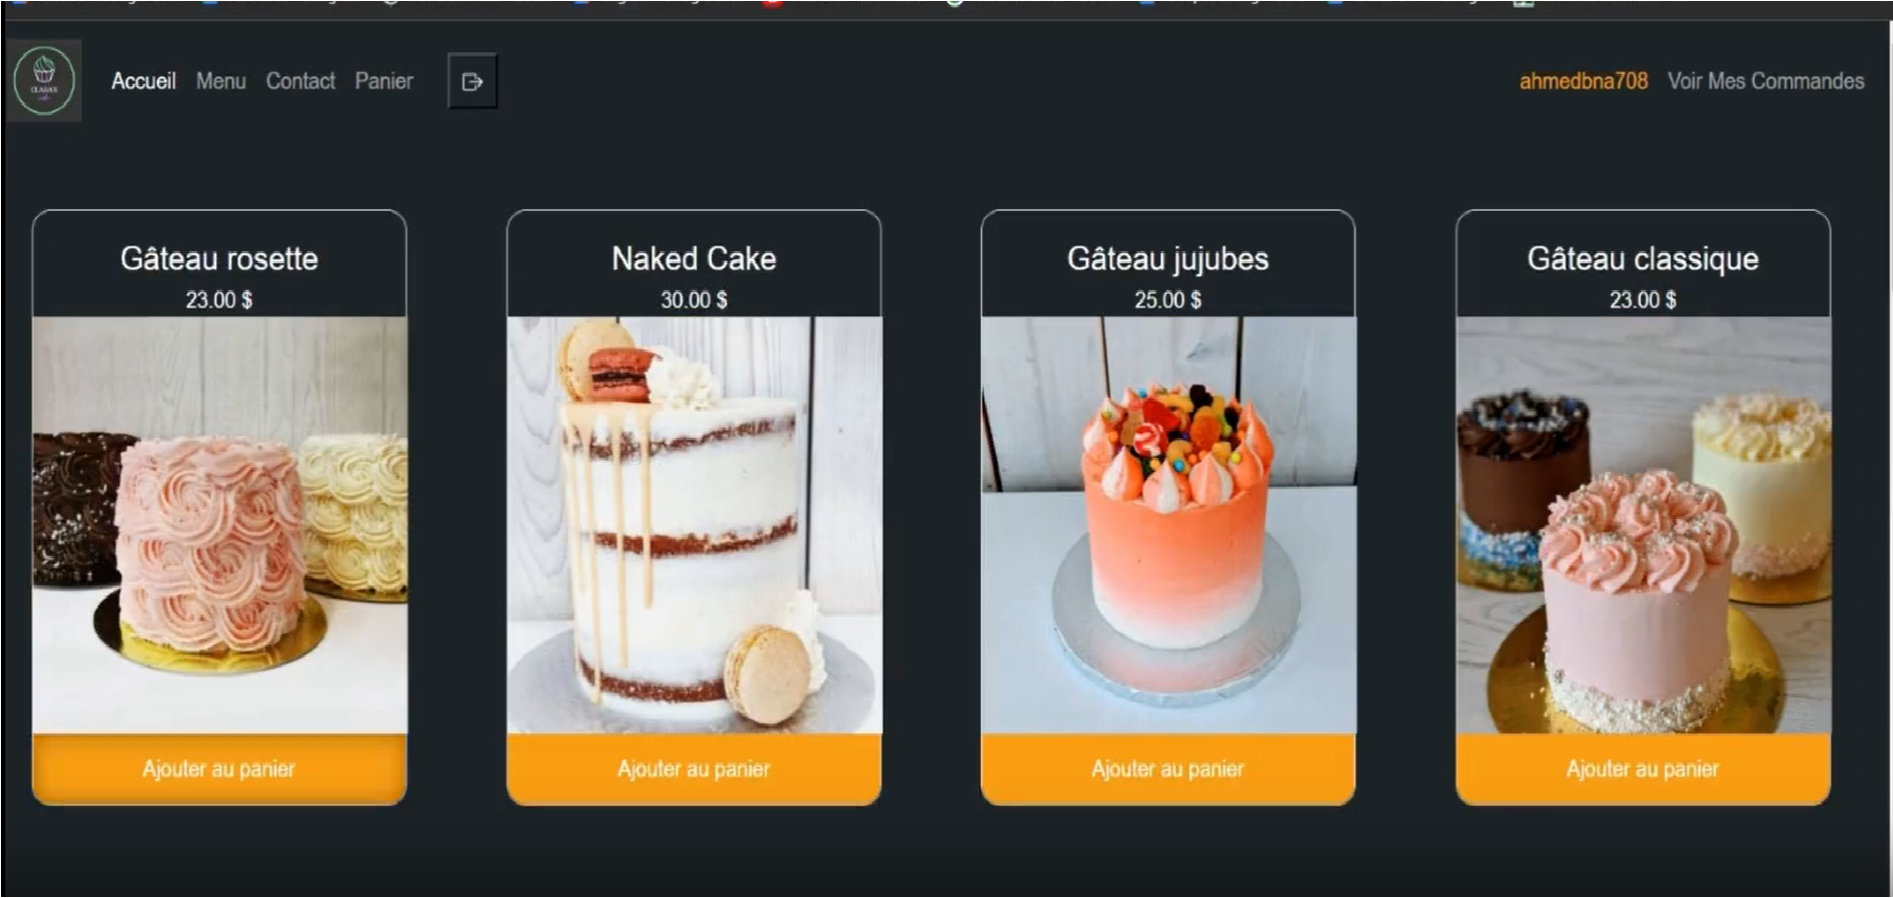 Accueil Menu Contact Panier
ahmedbna708 Voir Mes Commandes
Gâteau rosette
23.00 $
Ajouter au panier
Naked Cake
30.00 $
Ajouter au panier
Gâteau jujubes
25.00 $
Ajouter au panier
Gâteau classique
23.00 $
Ajouter au panier